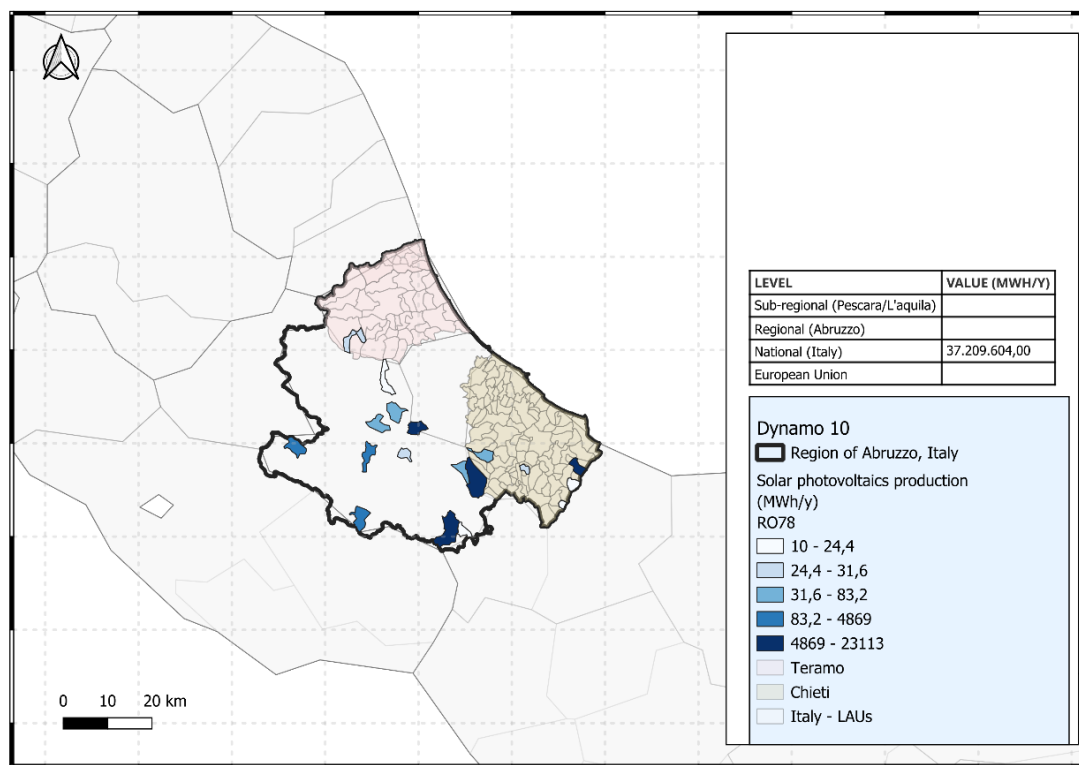 LEVEL VALUE (MWH/Y)
Sub-regional (Pescara/L'aquila)
Regional (Abruzzo)
National (Italy) 37.209.604,00
European Union
Dynamo 10
Region of Abruzzo, Italy
Solar photovoltaics production
(MWh/y)
RO78
10 - 24,4
24,4 - 31,6
31,6 - 83,2
83,2 - 4869
4869 - 23113
Teramo
Chieti
Italy - LAUs
0 10 20 km